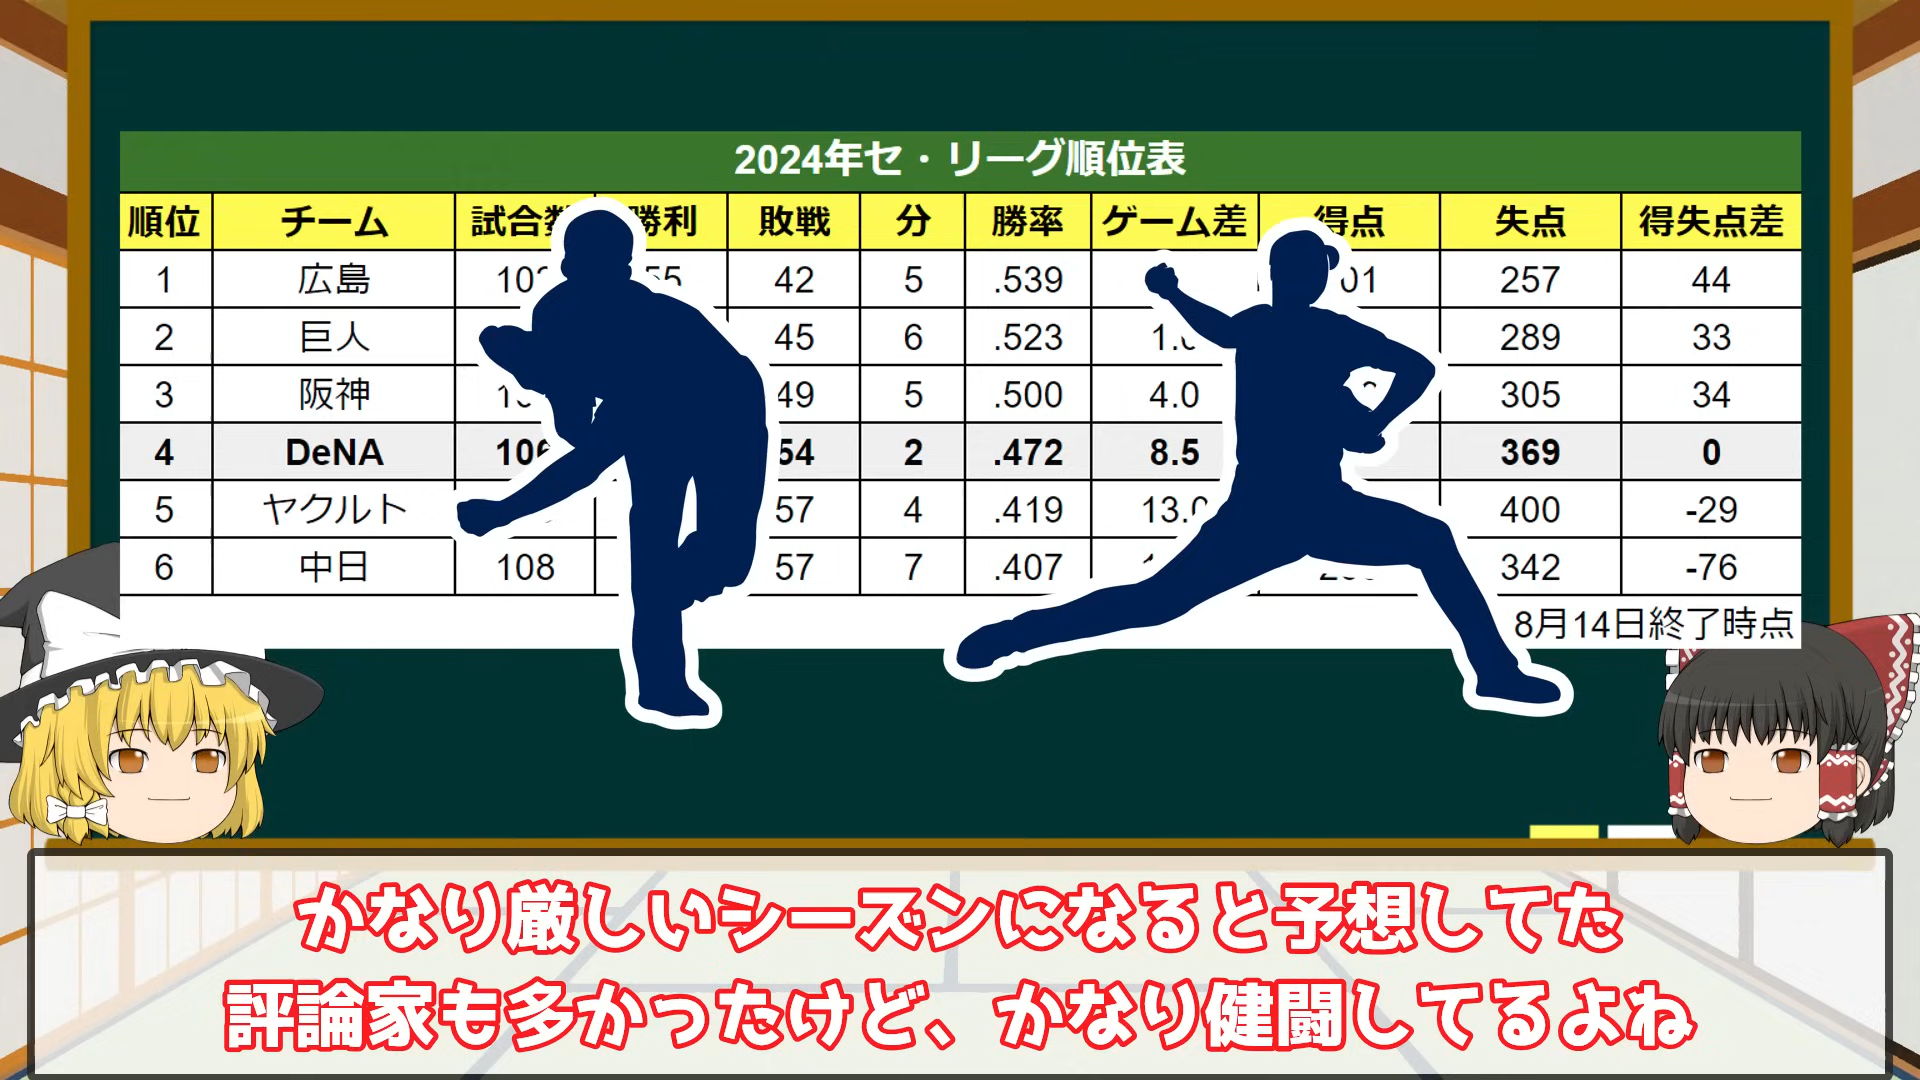 2024年セ・リーグ順位表
順位 チーム 敗戦 分 勝率 ゲーム差 得点 失点 得失点差
1 広島 42 5 .539 257 44
2 巨人 45 6 .523 289 33
3 阪神 49 5 .500 4.0 305 34
4 DeNA 54 2 .472 8.5 369 0
5 ヤクルト 57 4 .419 400 -29
6 中日 108 57 7 .407 342 -76
8月14日終了時点
かなり厳しいシーズンになると予想してた
評論家も多かったけど、かなり健闘してるよね